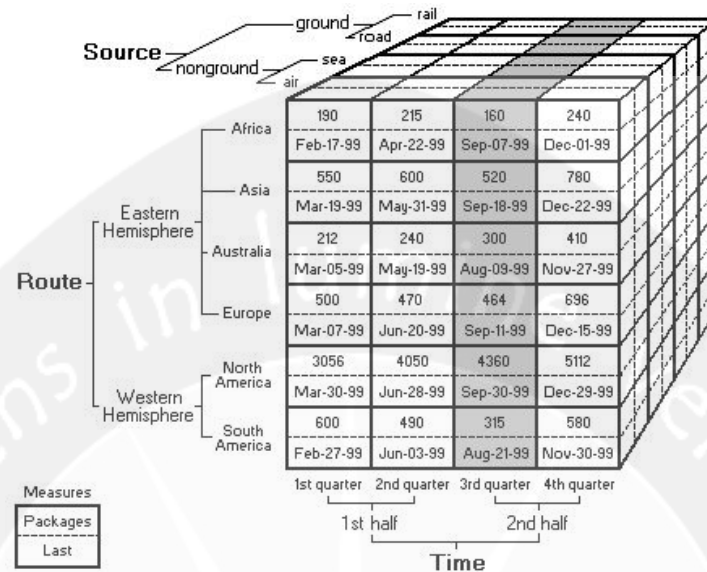 ground
rail
road
Source
sea
nonground
air
190 215 160 240
Africa
Feb-17-99 Apr-22-99 Sep-07-99 Dec-01-99
550 600 520 780
Asia
Mar-19-99 May-31-99 Sep-18-99 Dec-22-99
Eastern
Hemisphere
212 240 300 410
Australia
Mar-05-99 May-19-99 Aug-09-99 Nov-27-99
Route
500 470 464 696
Europe
Mar-07-99 Jun-20-99 Sep-11-99 Dec-15-99
North
America
3056 4050 4360 5112
Mar-30-99 Jun-28-99 Sep-30-99 Dec-29-99
Western
Hemisphere
600 490 315 580
South
America
Feb-27-99 Jun-03-99 Aug-21-99 Nov-30-99
Measures
Packages
Last
1st quarter 2nd quarter 3rd quarter 4th quarter
1st half 2nd half
Time